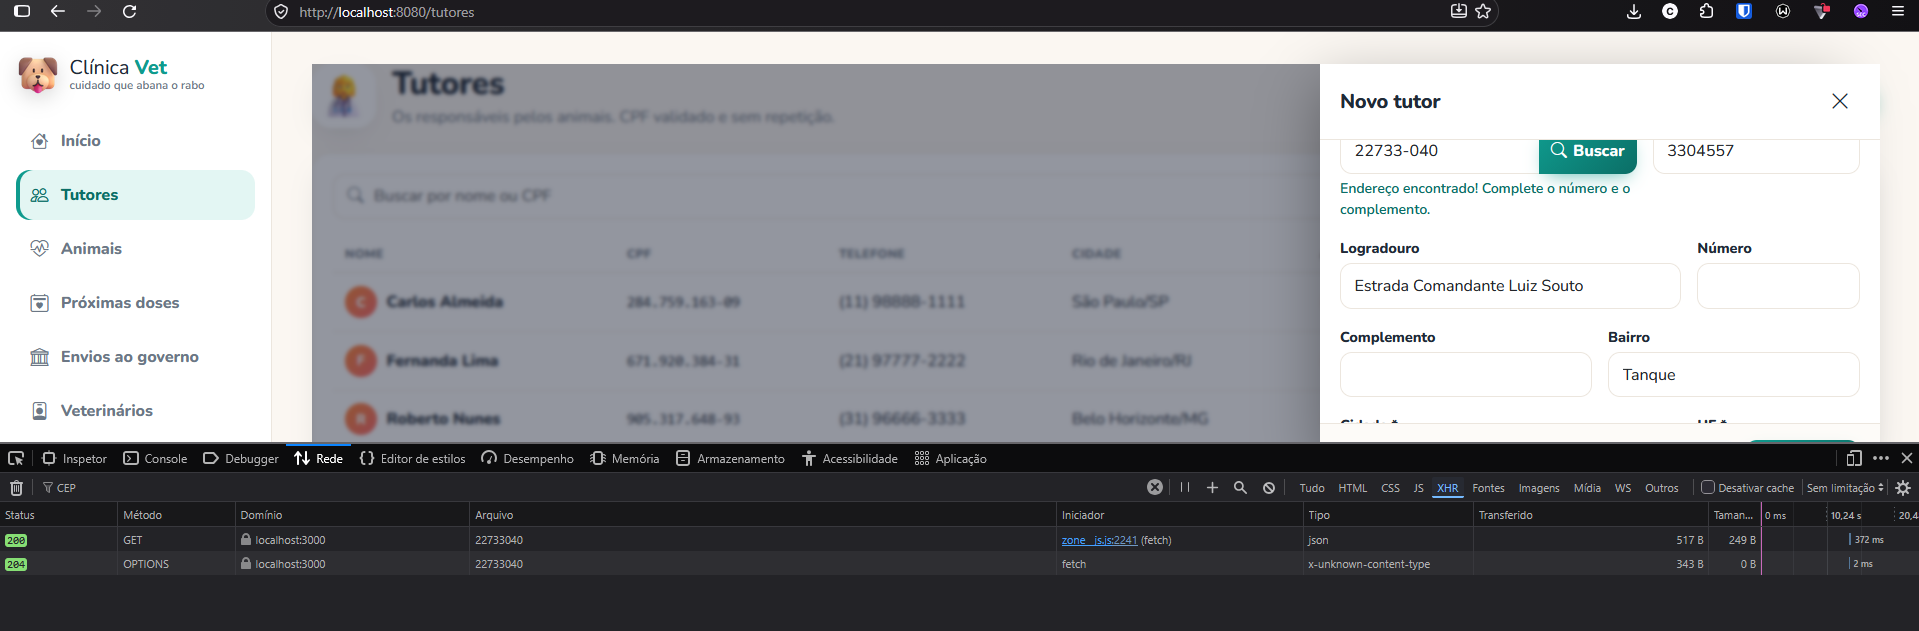 http://localhost:8080/tutores
Clínica Vet
cuidado que abana o rabo
Início
Tutores
Animais
Próximas doses
Envios ao governo
Veterinários
Tutores
Os responsáveis pelos animais. CPF validado e sem repetição.
Buscar por nome ou CPF
NOME CPF TELEFONE CIDADE
C Carlos Almeida 284.759.163-09 (11) 98888-1111 São Paulo/SP
F Fernanda Lima 671.920.384-31 (21) 97777-2222 Rio de Janeiro/RJ
R Roberto Nunes 905.317.648-93 (31) 96666-3333 Belo Horizonte/MG
Novo tutor
22733-040 Buscar 3304557
Endereço encontrado! Complete o número e o
complemento.
Logradouro Número
Estrada Comandante Luiz Souto
Complemento Bairro
Tanque
Inspetor Console Debugger Rede Editor de estilos Desempenho Memória Armazenamento Acessibilidade Aplicação
CEP Tudo HTML CSS JS XHR Fontes Imagens Mídia WS Outros Desativar cache Sem limitação
Status Método Domínio Arquivo Iniciador Tipo Transferido Taman... 0 ms 10,24 s 20,4
200 GET localhost:3000 22733040 zone__js.js:2241 (fetch) json 517 B 249 B 372 ms
204 OPTIONS localhost:3000 22733040 fetch x-unknown-content-type 343 B 0 B 2 ms